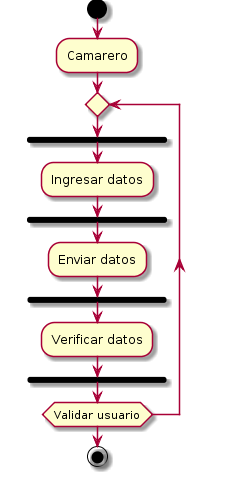 Camarero
Ingresar datos
Enviar datos
Verificar datos
Validar usuario